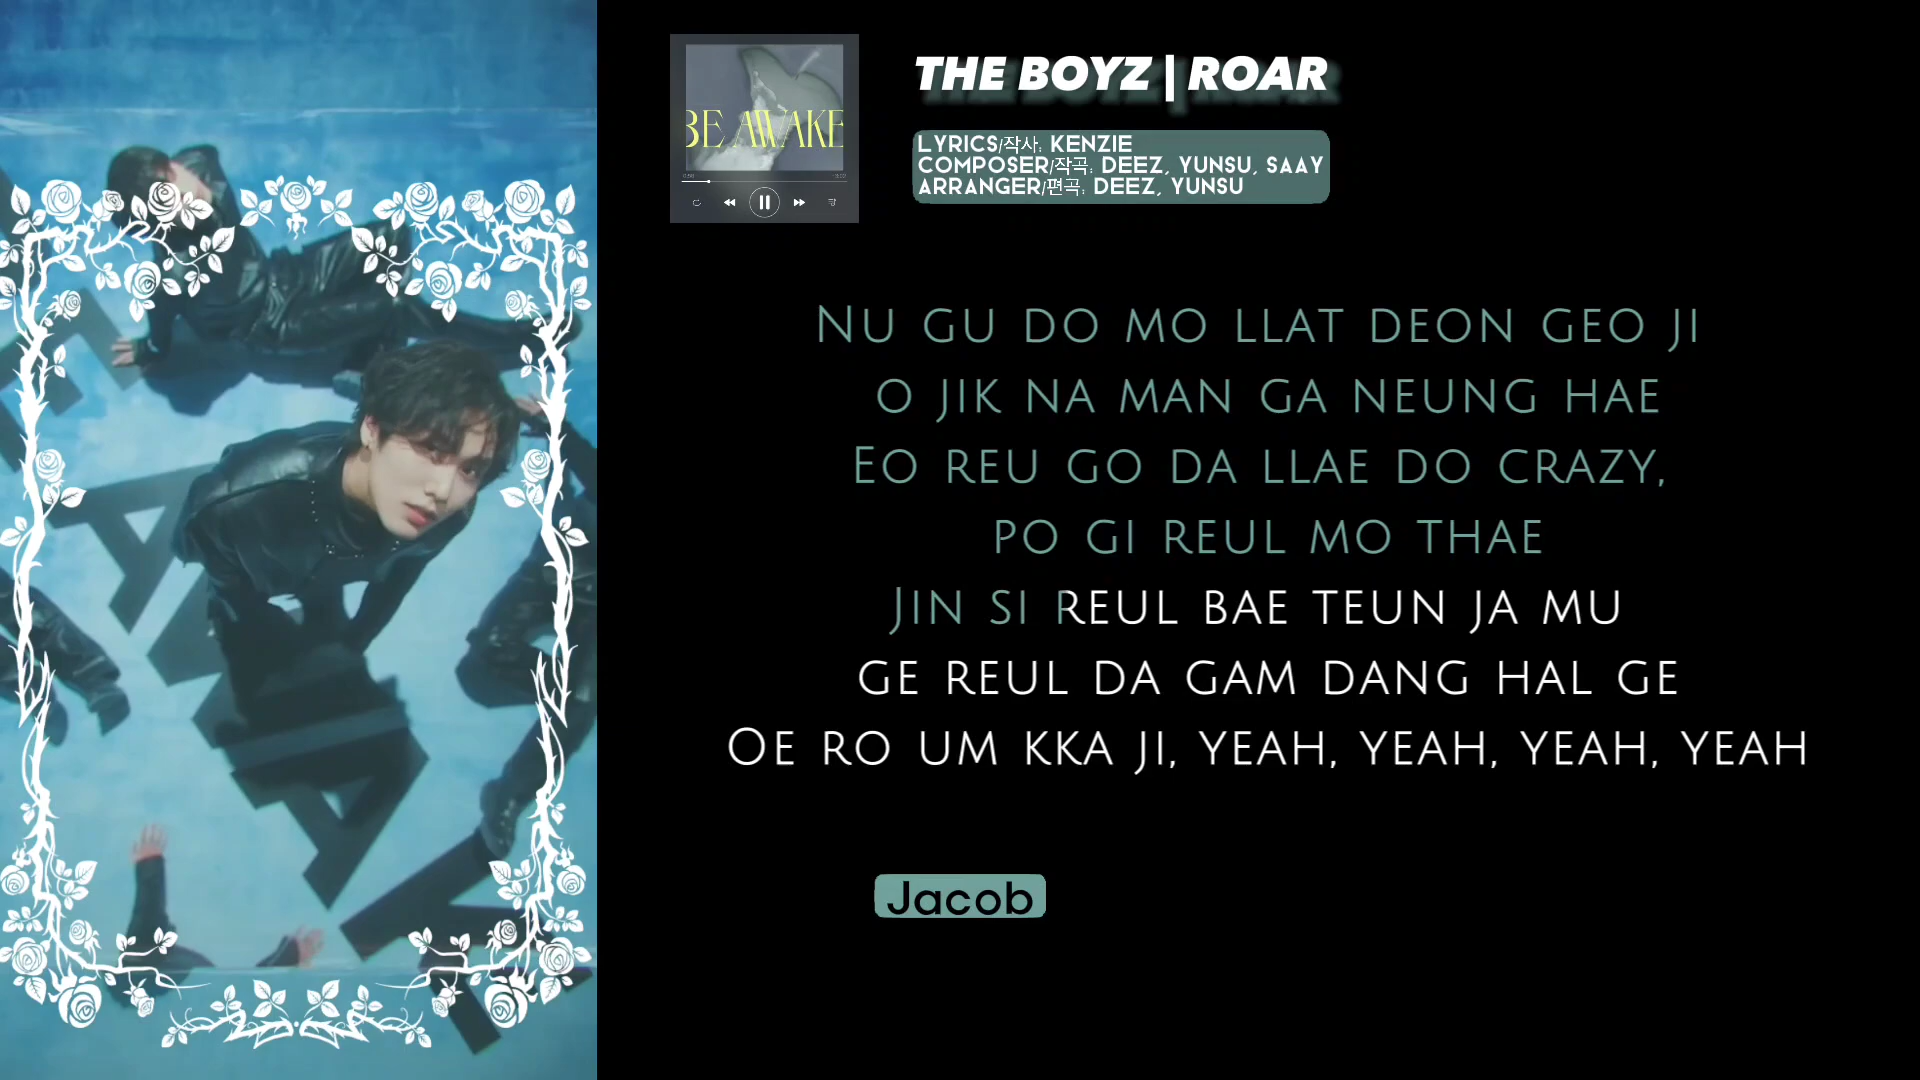 BE AWAKE
THE BOYZ | ROAR
LYRICS/작사: KENZIE
COMPOSER/작곡: DEEZ, YUNSU, SAAY
ARRANGER/편곡: DEEZ, YUNSU
NU GU DO MO LLAT DEON GEO JI
O JIK NA MAN GA NEUNG HAE
EO REU GO DA LLAE DO CRAZY,
PO GI REUL MO THAE
JIN SI REUL BAE TEUN JA MU
GE REUL DA GAM DANG HAL GE
OE RO UM KKA JI, YEAH, YEAH, YEAH, YEAH
Jacob